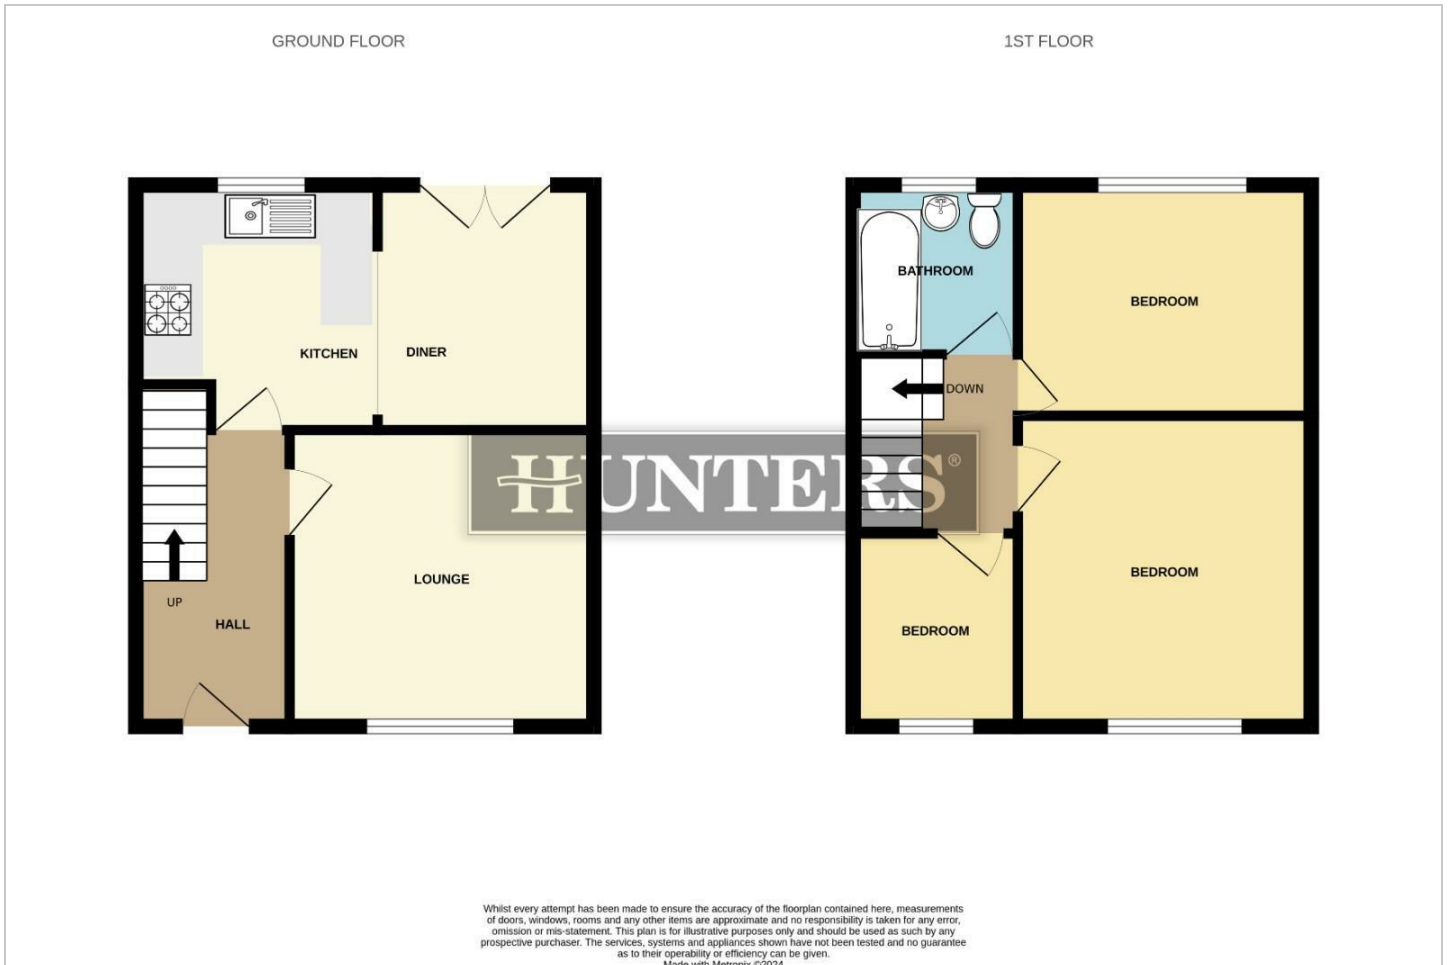 GROUND FLOOR
1ST FLOOR
BATHROOM
BEDROOM
KITCHEN
DINER
DOWN
HUNTERS®
LOUNGE
BEDROOM
UP
HALL
BEDROOM
Whilst every attempt has been made to ensure the accuracy of the floorplan contained here, measurements
of doors, windows, rooms and any other items are approximate and no responsibility is taken for any error,
omission or mis-statement. This plan is for illustrative purposes only and should be used as such by any
prospective purchaser. The services, systems and appliances shown have not been tested and no guarantee
as to their operability or efficiency can be given.
Made with Metropix ©2024